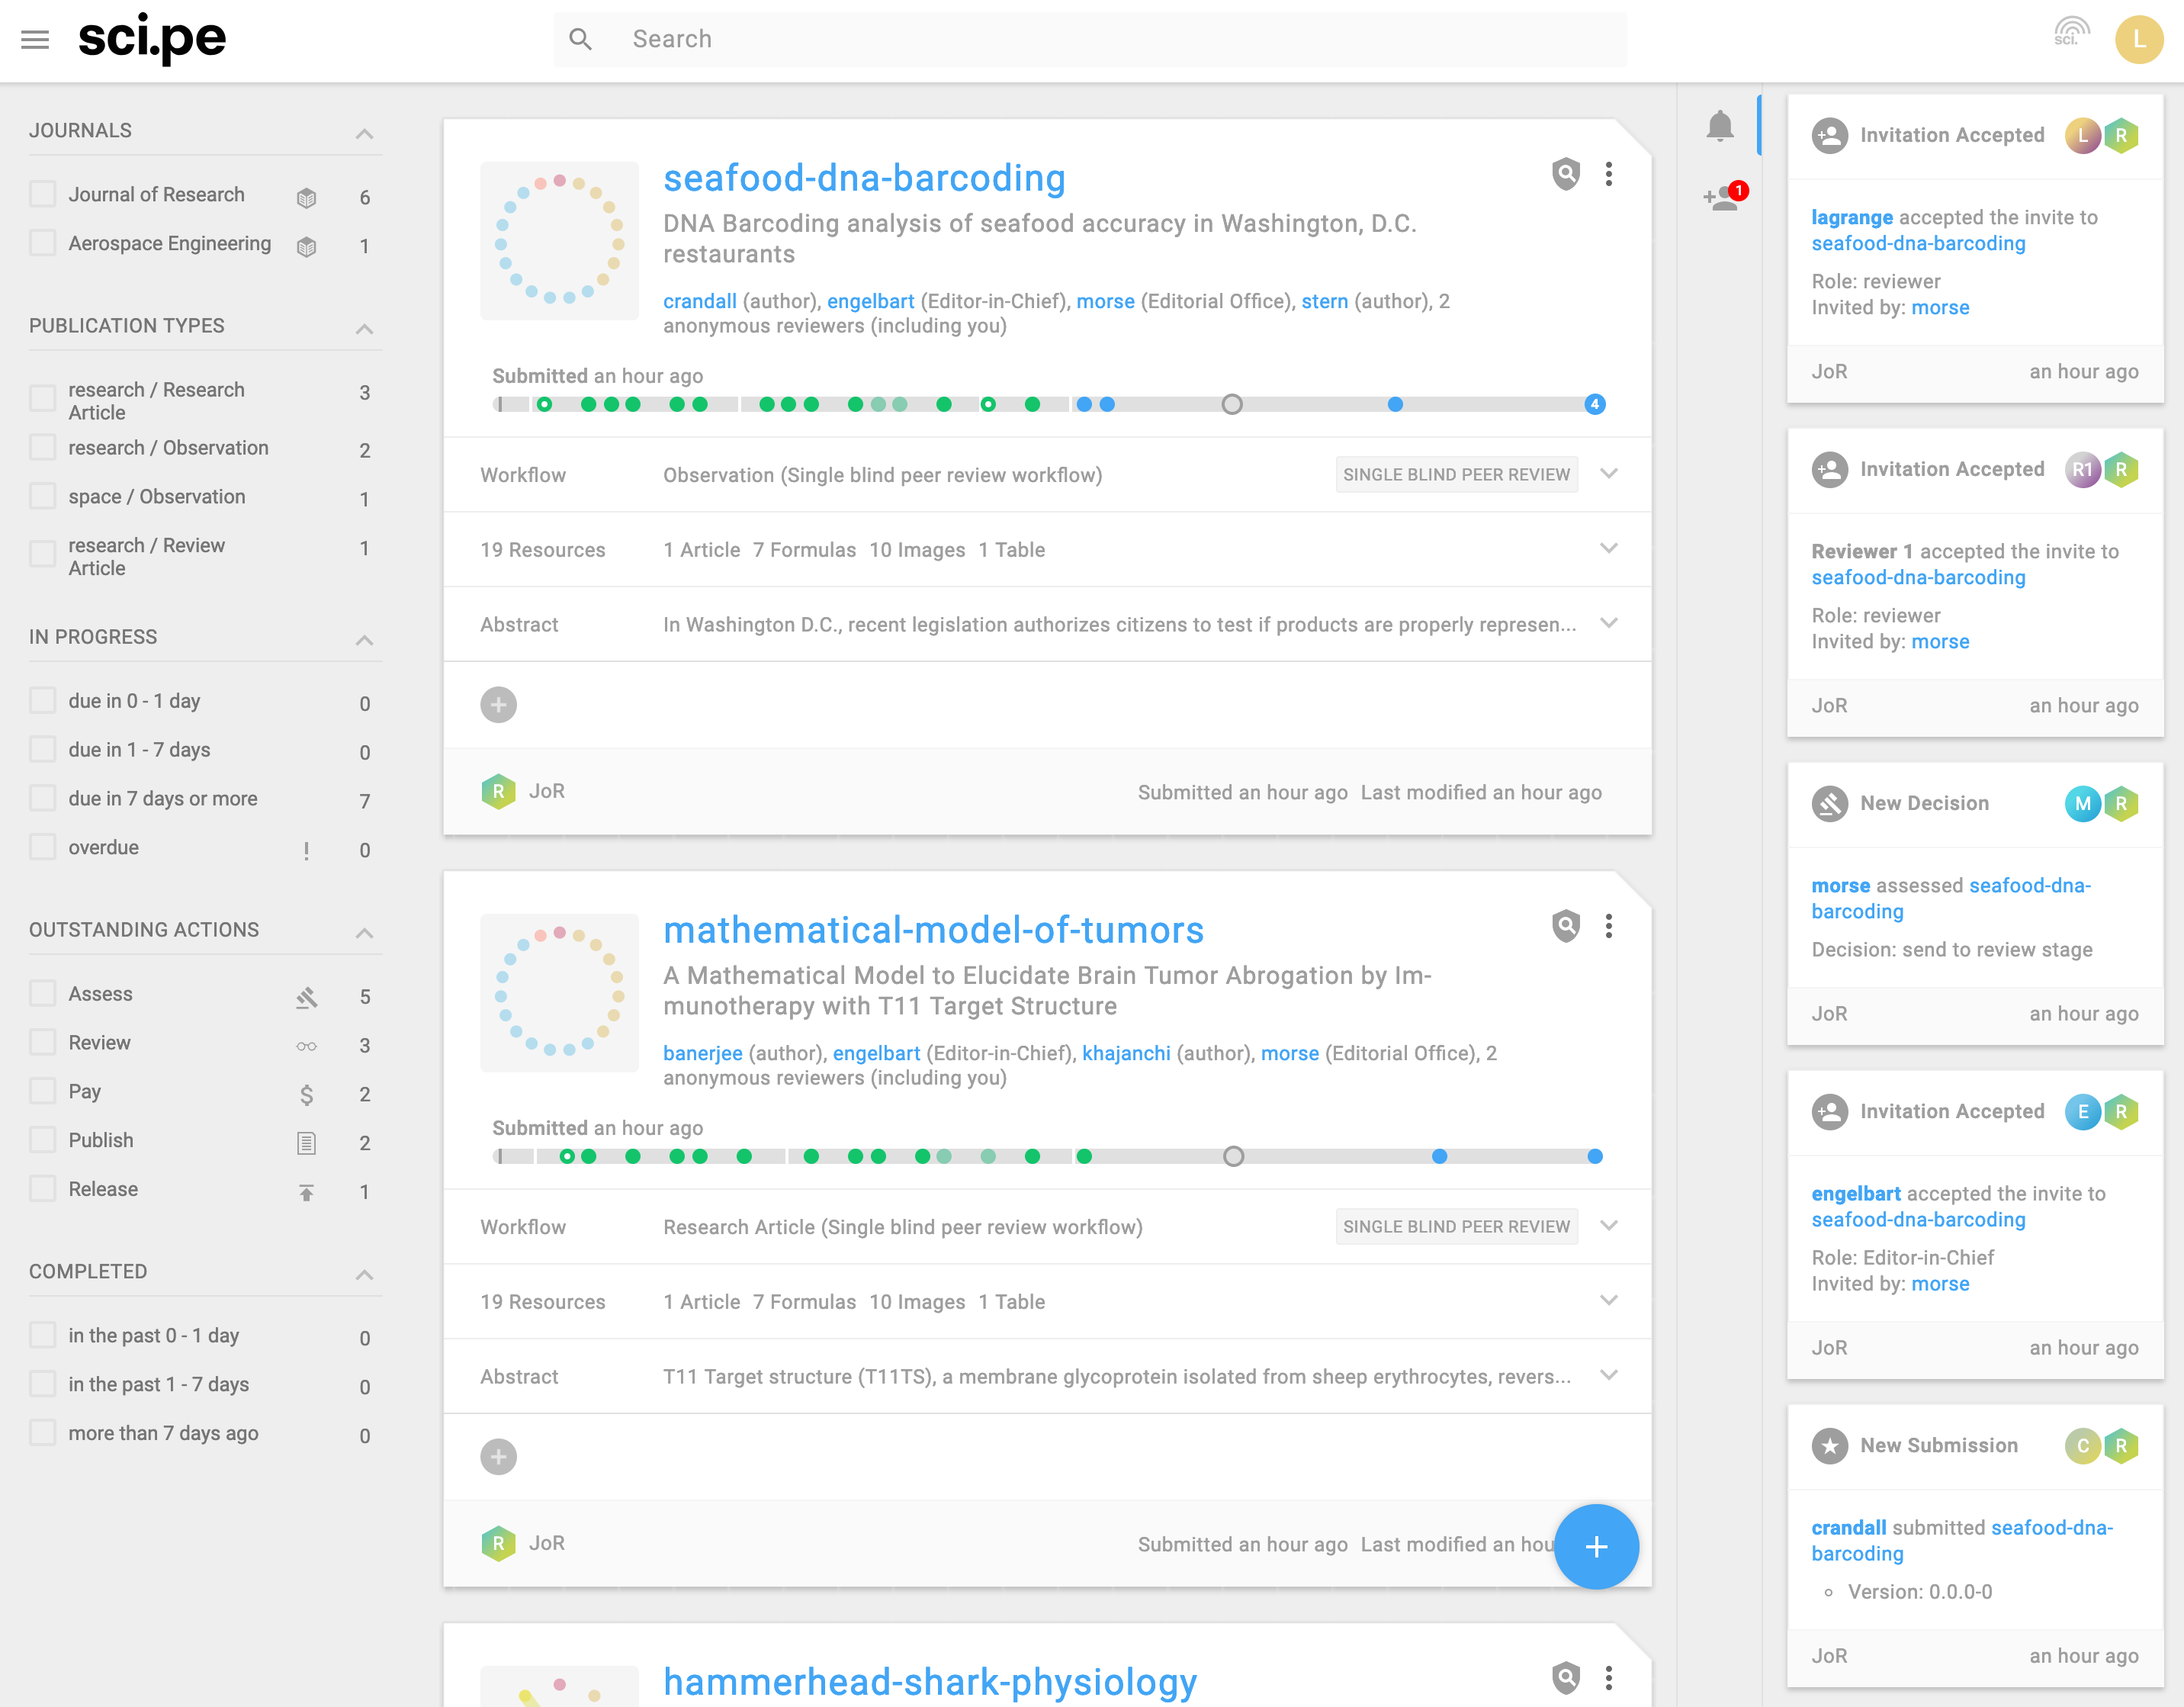 sci.pe
Search
sci.
L
JOURNALS
Journal of Research 6
Aerospace Engineering 1
PUBLICATION TYPES
research / Research
Article 3
research / Observation 2
space / Observation 1
research / Review
Article 1
IN PROGRESS
due in 0 - 1 day 0
due in 1 - 7 days 0
due in 7 days or more 7
overdue ! 0
OUTSTANDING ACTIONS
Assess 5
Review 3
Pay $ 2
Publish 2
Release 1
COMPLETED
in the past 0 - 1 day 0
in the past 1 - 7 days 0
more than 7 days ago 0
seafood-dna-barcoding
DNA Barcoding analysis of seafood accuracy in Washington, D.C.
restaurants
crandall (author), engelbart (Editor-in-Chief), morse (Editorial Office), stern (author), 2
anonymous reviewers (including you)
Submitted an hour ago
4
Workflow Observation (Single blind peer review workflow) SINGLE BLIND PEER REVIEW
19 Resources 1 Article 7 Formulas 10 Images 1 Table
Abstract In Washington D.C., recent legislation authorizes citizens to test if products are properly represen...
R JoR Submitted an hour ago Last modified an hour ago
mathematical-model-of-tumors
A Mathematical Model to Elucidate Brain Tumor Abrogation by Im-
munotherapy with T11 Target Structure
banerjee (author), engelbart (Editor-in-Chief), khajanchi (author), morse (Editorial Office), 2
anonymous reviewers (including you)
Submitted an hour ago
Workflow Research Article (Single blind peer review workflow) SINGLE BLIND PEER REVIEW
19 Resources 1 Article 7 Formulas 10 Images 1 Table
Abstract T11 Target structure (T11TS), a membrane glycoprotein isolated from sheep erythrocytes, revers...
R JoR Submitted an hour ago Last modified an hou
hammerhead-shark-physiology
1
Invitation Accepted L R
lagrange accepted the invite to
seafood-dna-barcoding
Role: reviewer
Invited by: morse
JoR an hour ago
Invitation Accepted R1 R
Reviewer 1 accepted the invite to
seafood-dna-barcoding
Role: reviewer
Invited by: morse
JoR an hour ago
New Decision M R
morse assessed seafood-dna-
barcoding
Decision: send to review stage
JoR an hour ago
Invitation Accepted E R
engelbart accepted the invite to
seafood-dna-barcoding
Role: Editor-in-Chief
Invited by: morse
JoR an hour ago
New Submission C R
crandall submitted seafood-dna-
barcoding
Version: 0.0.0-0
JoR an hour ago